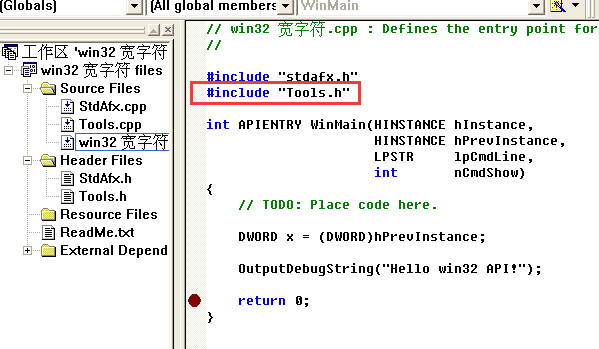 (Globals)
(All global members
WinMain
工作区 'win32 宽字符'
win32 宽字符 files
Source Files
StdAfx.cpp
Tools.cpp
win32 宽字符
Header Files
StdAfx.h
Tools.h
Resource Files
ReadMe.txt
External Depend
// win32 宽字符.cpp : Defines the entry point for
//
#include "stdafx.h"
#include "Tools.h"
int APIENTRY WinMain(HINSTANCE hInstance,
HINSTANCE hPrevInstance,
LPSTR     lpCmdLine,
int       nCmdShow)
{
// TODO: Place code here.
DWORD x = (DWORD)hPrevInstance;
OutputDebugString("Hello win32 API!");
return 0;
}